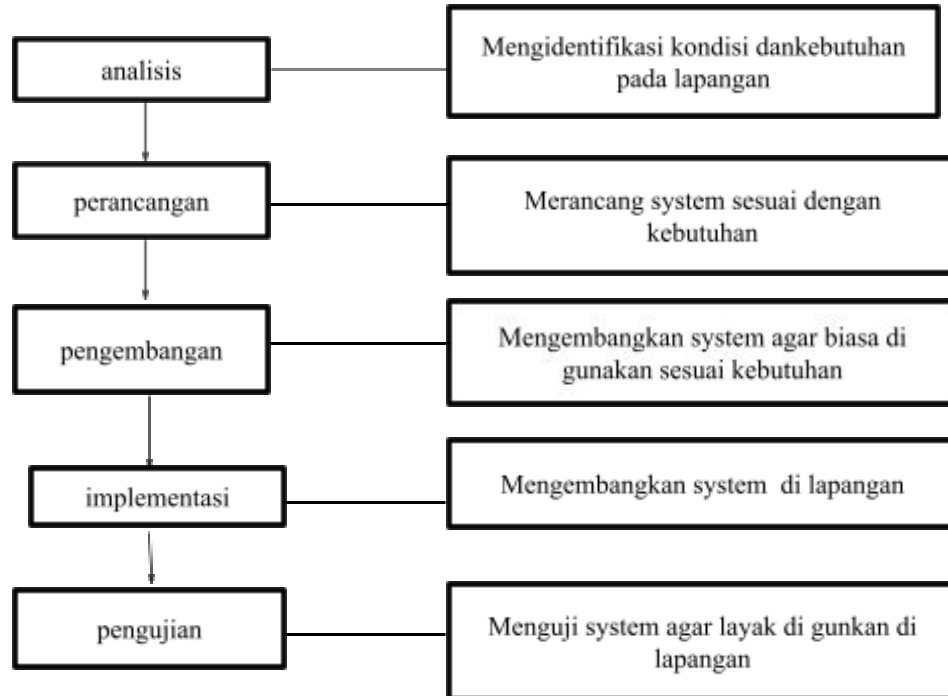 analisis
Mengidentifikasi kondisi dankebutuhan
pada lapangan
perancangan
Merancang system sesuai dengan
kebutuhan
pengembangan
Mengembangkan system agar biasa di
gunakan sesuai kebutuhan
implementasi
Mengembangkan system di lapangan
pengujian
Menguji system agar layak di gunkan di
lapangan